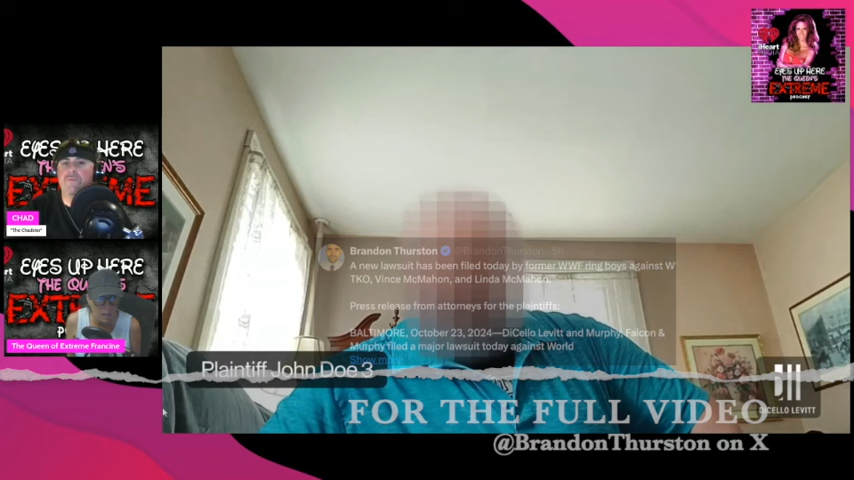 iHeart
EYES UP HERE
THE QUEEN'S
EXTREME
PODCAST
EYES UP HERE
CHAD
"The Chadster"
EYES UP HERE
The Queen of Extreme Francine
Brandon Thurston @BrandonThurston
A new lawsuit has been filed today by former WWF ring boys against W
TKO, Vince McMahon, and Linda McMahon.
Press release from attorneys for the plaintiffs:
BALTIMORE, October 23, 2024—DiCello Levitt and Murphy, Falcon &
Murphy filed a major lawsuit today against World
Show more
Plaintiff John Doe 3
DICELLO LEVITT
FOR THE FULL VIDEO
@BrandonThurston on X